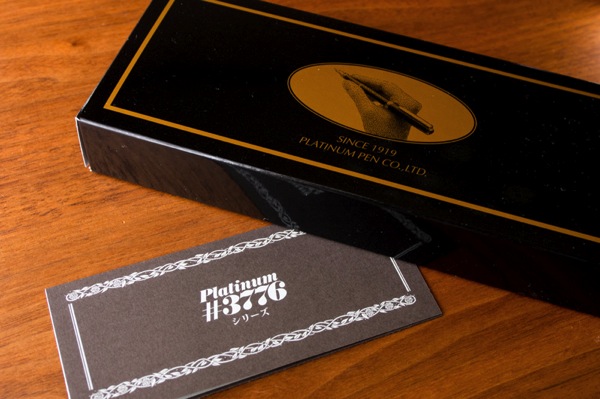 SINCE 1919
PLATINUM PEN CO.,LTD.
Platinum
#3776
シリーズ